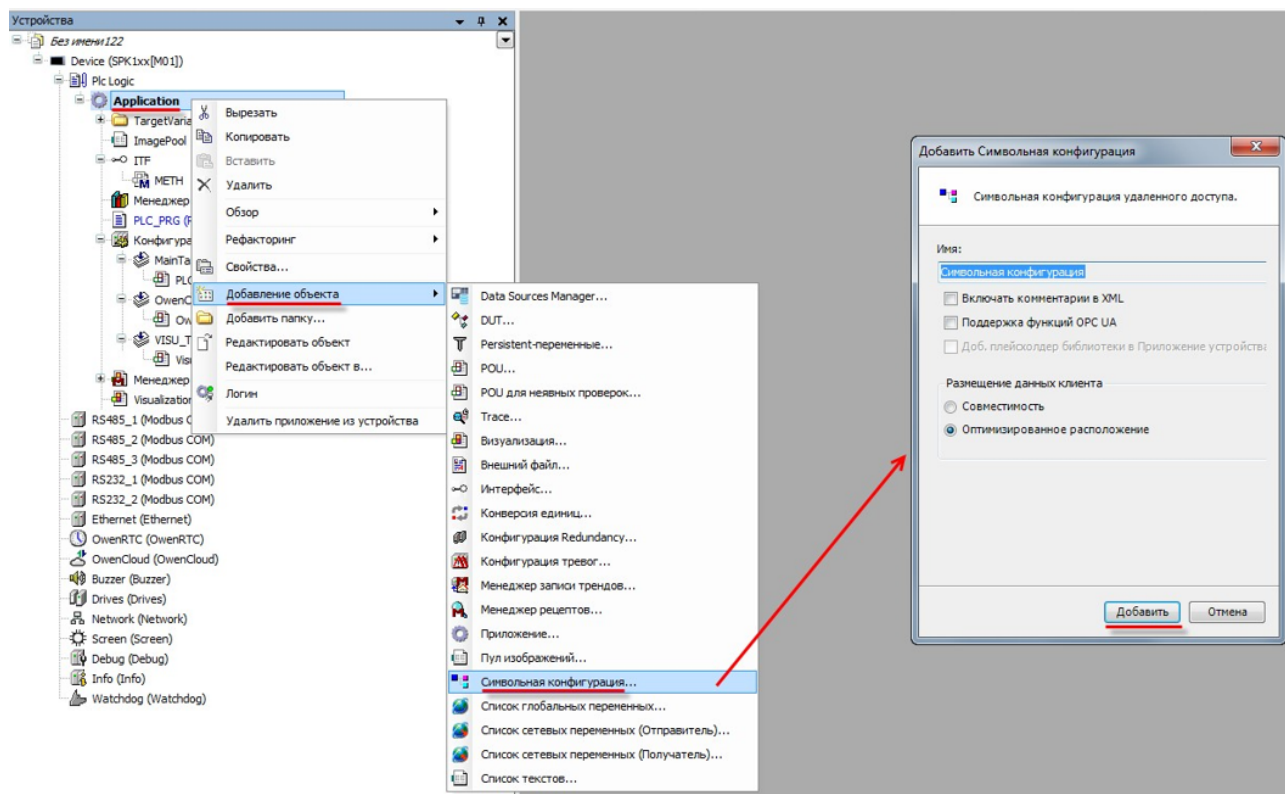 Устройства
Без имени122
Device (SPK1xx[M01])
Plc Logic
Application
TargetVaria
ImagePool
ITF
METH
Менеджер
PLC_PRG (P
Конфигура
MainTa
PLC
OwenC
Ow
VISU_T
Visu
Менеджер
Visualization
RS485_1 (Modbus C
RS485_2 (Modbus COM)
RS485_3 (Modbus COM)
RS232_1 (Modbus COM)
RS232_2 (Modbus COM)
Ethernet (Ethernet)
OwenRTC (OwenRTC)
OwenCloud (OwenCloud)
Buzzer (Buzzer)
Drives (Drives)
Network (Network)
Screen (Screen)
Debug (Debug)
Info (Info)
Watchdog (Watchdog)
Вырезать
Копировать
Вставить
Удалить
Обзор
Рефакторинг
Свойства...
Добавление объекта
Добавить папку...
Редактировать объект
Редактировать объект в...
Логин
Удалить приложение из устройства
Data Sources Manager...
DUT...
Persistent-переменные...
POU...
POU для неявных проверок...
Trace...
Визуализация...
Внешний файл...
Интерфейс...
Конверсия единиц...
Конфигурация Redundancy...
Конфигурация тревог...
Менеджер записи трендов...
Менеджер рецептов...
Приложение...
Пул изображений...
Символьная конфигурация...
Список глобальных переменных...
Список сетевых переменных (Отправитель)...
Список сетевых переменных (Получатель)...
Список текстов...
Добавить Символьная конфигурация
Символьная конфигурация удаленного доступа.
Имя:
Символьная конфигурация
Включать комментарии в XML
Поддержка функций OPC UA
Доб. плейсхолдер библиотеки в Приложение устройства
Размещение данных клиента
Совместимость
Оптимизированное расположение
Добавить
Отмена